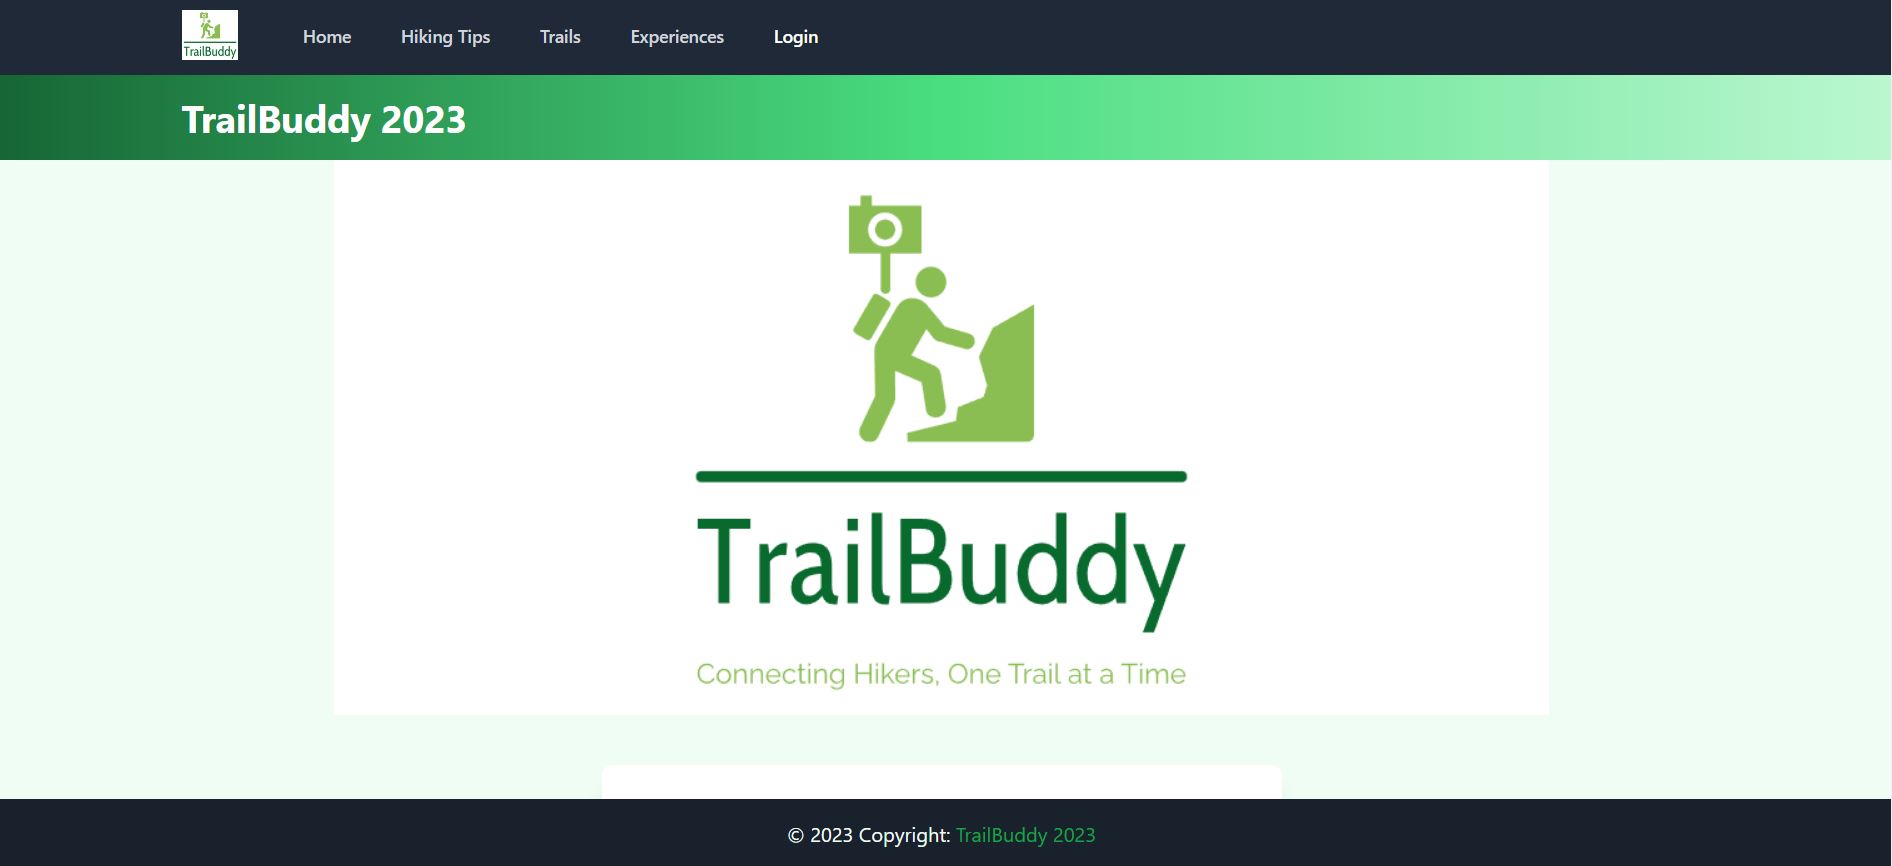 TrailBuddy
Home Hiking Tips Trails Experiences Login
TrailBuddy 2023
TrailBuddy
Connecting Hikers, One Trail at a Time
© 2023 Copyright: TrailBuddy 2023